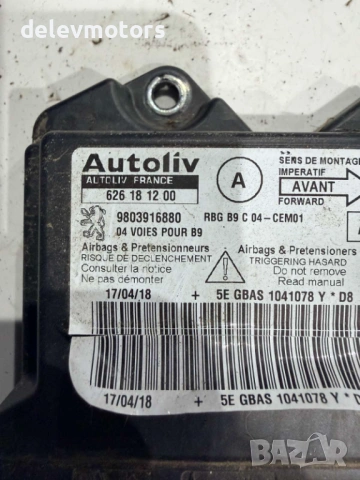 delevmotors
Autoliv
AUTOLIV FRANCE
626 18 12 00
A
SENS DE MONTAGE
IMPERATIF
AVANT
FORWARD
9803916880 RBG B9 C 04-CEM01
04 VOIES POUR B9
Airbags & Pretensionneurs
RISQUE DE DECLENCHEMENT
Consulter la notice
Ne pas démonter
Airbags & Pretensioners
TRIGGERING HASARD
Do not remove
Read manual
17/04/18 + 5E GBAS 1041078 Y * D8
17/04/18 + 5E GBAS 1041078 Y * D
bazar